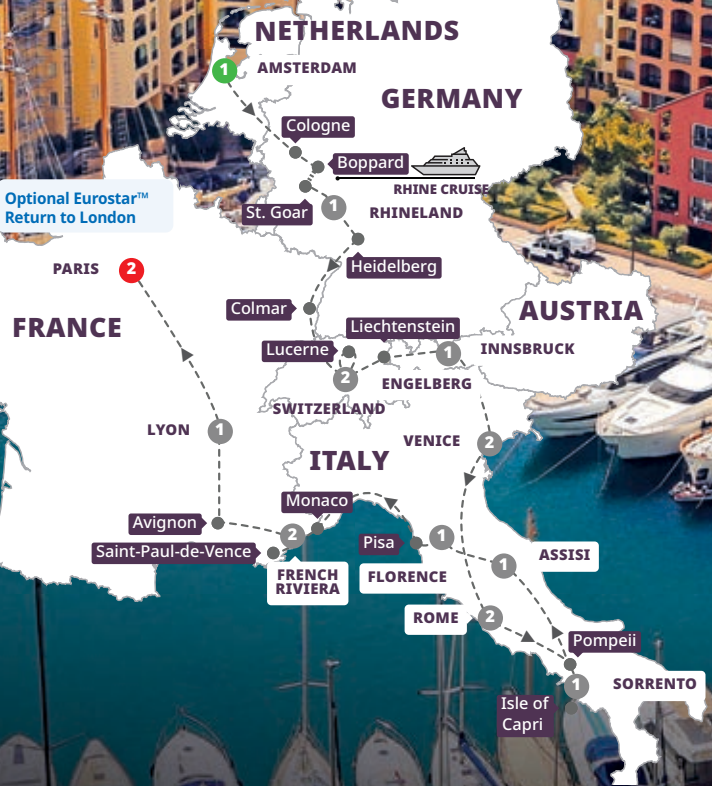 NETHERLANDS
1
AMSTERDAM
GERMANY
Cologne
Boppard
RHINE CRUISE
Optional Eurostar™
Return to London
St. Goar
1
RHINELAND
PARIS
2
Heidelberg
Colmar
AUSTRIA
FRANCE
Liechtenstein
Lucerne
1
INNSBRUCK
2
ENGELBERG
SWITZERLAND
LYON
1
VENICE
2
ITALY
Monaco
Avignon
2
Pisa
1
Saint-Paul-de-Vence
1
ASSISI
FRENCH
RIVIERA
FLORENCE
ROME
2
Pompeii
1
SORRENTO
Isle of
Capri